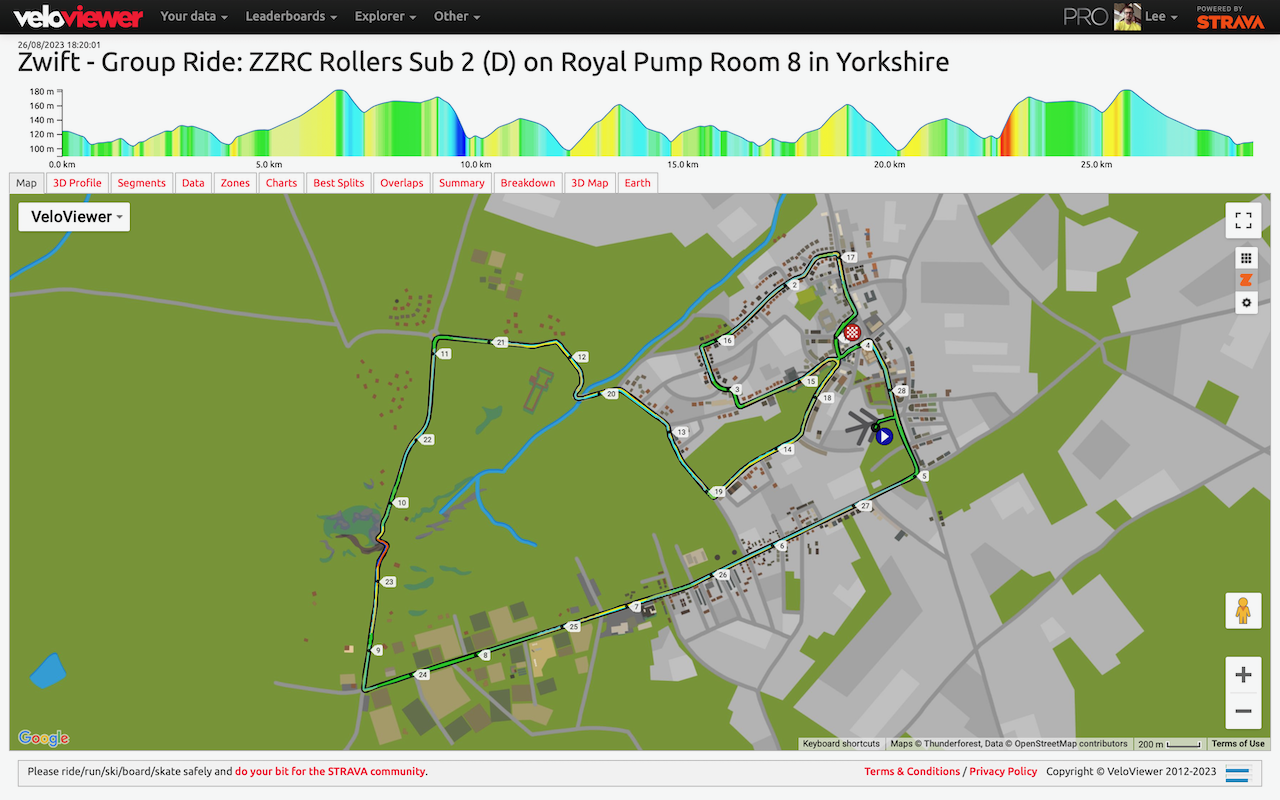 veloviewer Your data Leaderboards Explorer Other PRO Lee POWERED BY STRAVA
26/08/2023 18:20:01
Zwift - Group Ride: ZZRC Rollers Sub 2 (D) on Royal Pump Room 8 in Yorkshire
180 m
160 m
140 m
120 m
100 m
0.0 km 5.0 km 10.0 km 15.0 km 20.0 km 25.0 km
Map 3D Profile Segments Data Zones Charts Best Splits Overlaps Summary Breakdown 3D Map Earth
VeloViewer
17
2
16
4
11
21
12
3
15
20
28
18
13
22
14
5
19
10
27
6
26
23
7
25
9
8
24
Z
Google
Keyboard shortcuts Maps © Thunderforest, Data © OpenStreetMap contributors 200 m Terms of Use
Please ride/run/ski/board/skate safely and do your bit for the STRAVA community. Terms & Conditions / Privacy Policy Copyright © VeloViewer 2012-2023